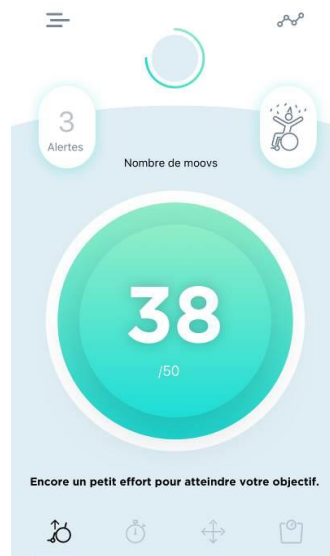 3
Alertes
Nombre de moovs
38
/50
Encore un petit effort pour atteindre votre objectif.